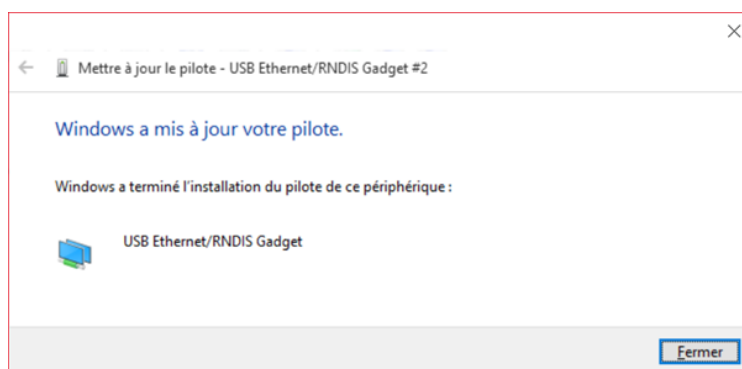 Mettre à jour le pilote - USB Ethernet/RNDIS Gadget #2
Windows a mis à jour votre pilote.
Windows a terminé l'installation du pilote de ce périphérique :
USB Ethernet/RNDIS Gadget
Fermer